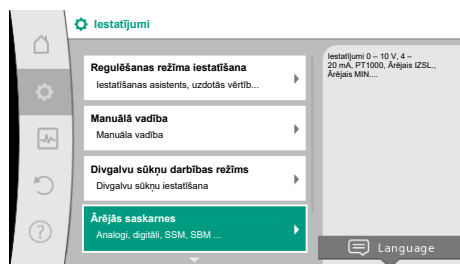 Iestatījumi
Regulēšanas režīma iestatīšana
Iestatīšanas asistents, uzdotās vērtīb...
Manuālā vadība
Manuāla vadība
Divgalvu sūkņu darbības režīms
Divgalvu sūkņu iestatīšana
Ārējās saskarnes
Analogi, digitāli, SSM, SBM ...
Iestatījumi 0 – 10 V, 4 –
20 mA, PT1000, Ārējais IZSL.,
Ārējais MIN....
Language